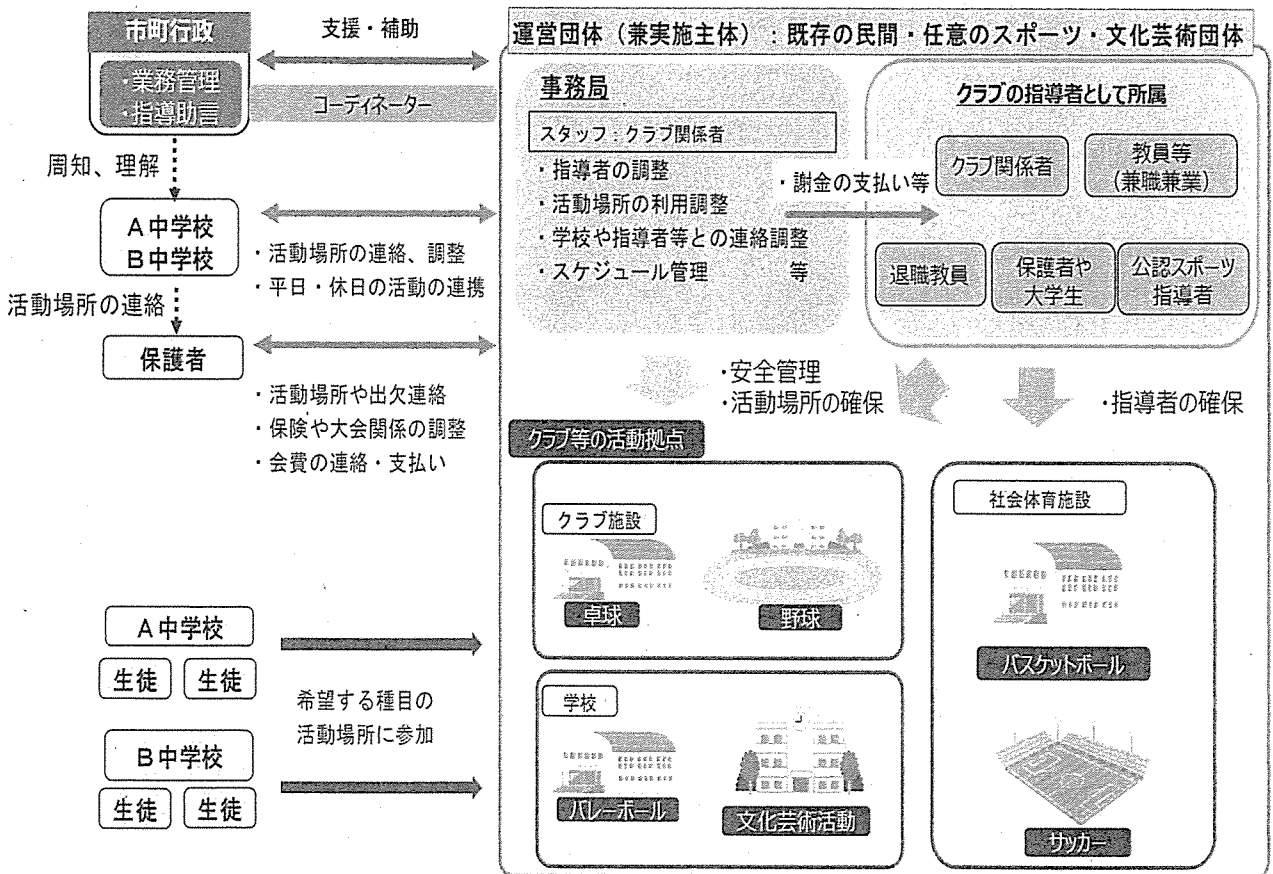 市町行政
・業務管理
・指導助言
支援・補助
コーディネーター
周知、理解
A中学校
B中学校
・活動場所の連絡、調整
・平日・休日の活動の連携
活動場所の連絡
保護者
・活動場所や出欠連絡
・保険や大会関係の調整
・会費の連絡・支払い
運営団体（兼実施主体）：既存の民間・任意のスポーツ・文化芸術団体
事務局
スタッフ：クラブ関係者
・指導者の調整
・活動場所の利用調整
・学校や指導者等との連絡調整
・スケジュール管理　等
・謝金の支払い等
クラブの指導者として所属
クラブ関係者
教員等
（兼職兼業）
退職教員
保護者や
大学生
公認スポーツ
指導者
・安全管理
・活動場所の確保
・指導者の確保
クラブ等の活動拠点
クラブ施設
卓球
野球
社会体育施設
バスケットボール
サッカー
学校
バレーボール
文化芸術活動
A中学校
生徒
生徒
希望する種目の
活動場所に参加
B中学校
生徒
生徒